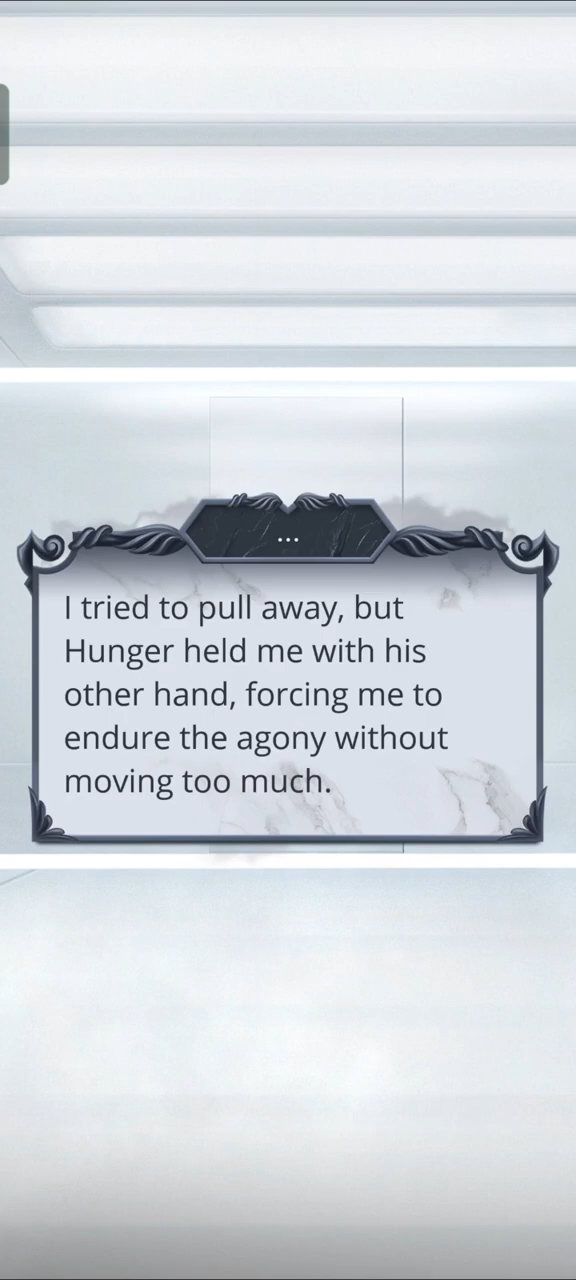 ...
I tried to pull away, but
Hunger held me with his
other hand, forcing me to
endure the agony without
moving too much.